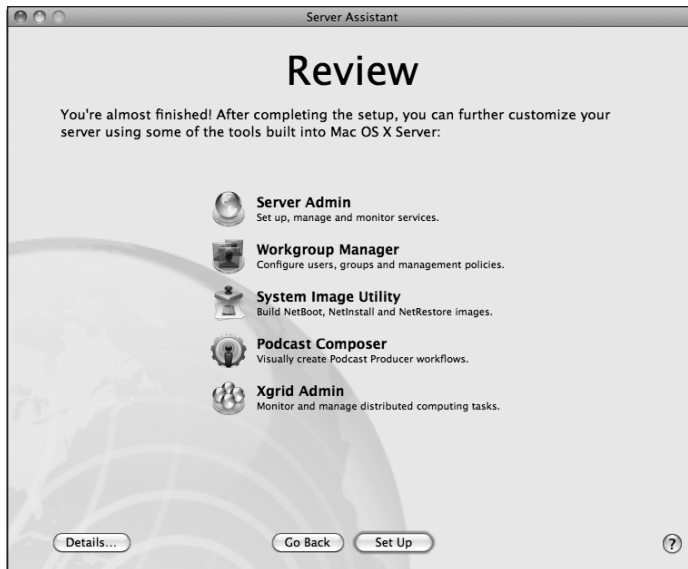 Server Assistant
Review
You're almost finished! After completing the setup, you can further customize your
server using some of the tools built into Mac OS X Server:
Server Admin
Set up, manage and monitor services.
Workgroup Manager
Configure users, groups and management policies.
System Image Utility
Build NetBoot, NetInstall and NetRestore images.
Podcast Composer
Visually create Podcast Producer workflows.
Xgrid Admin
Monitor and manage distributed computing tasks.
Details... Go Back Set Up ?